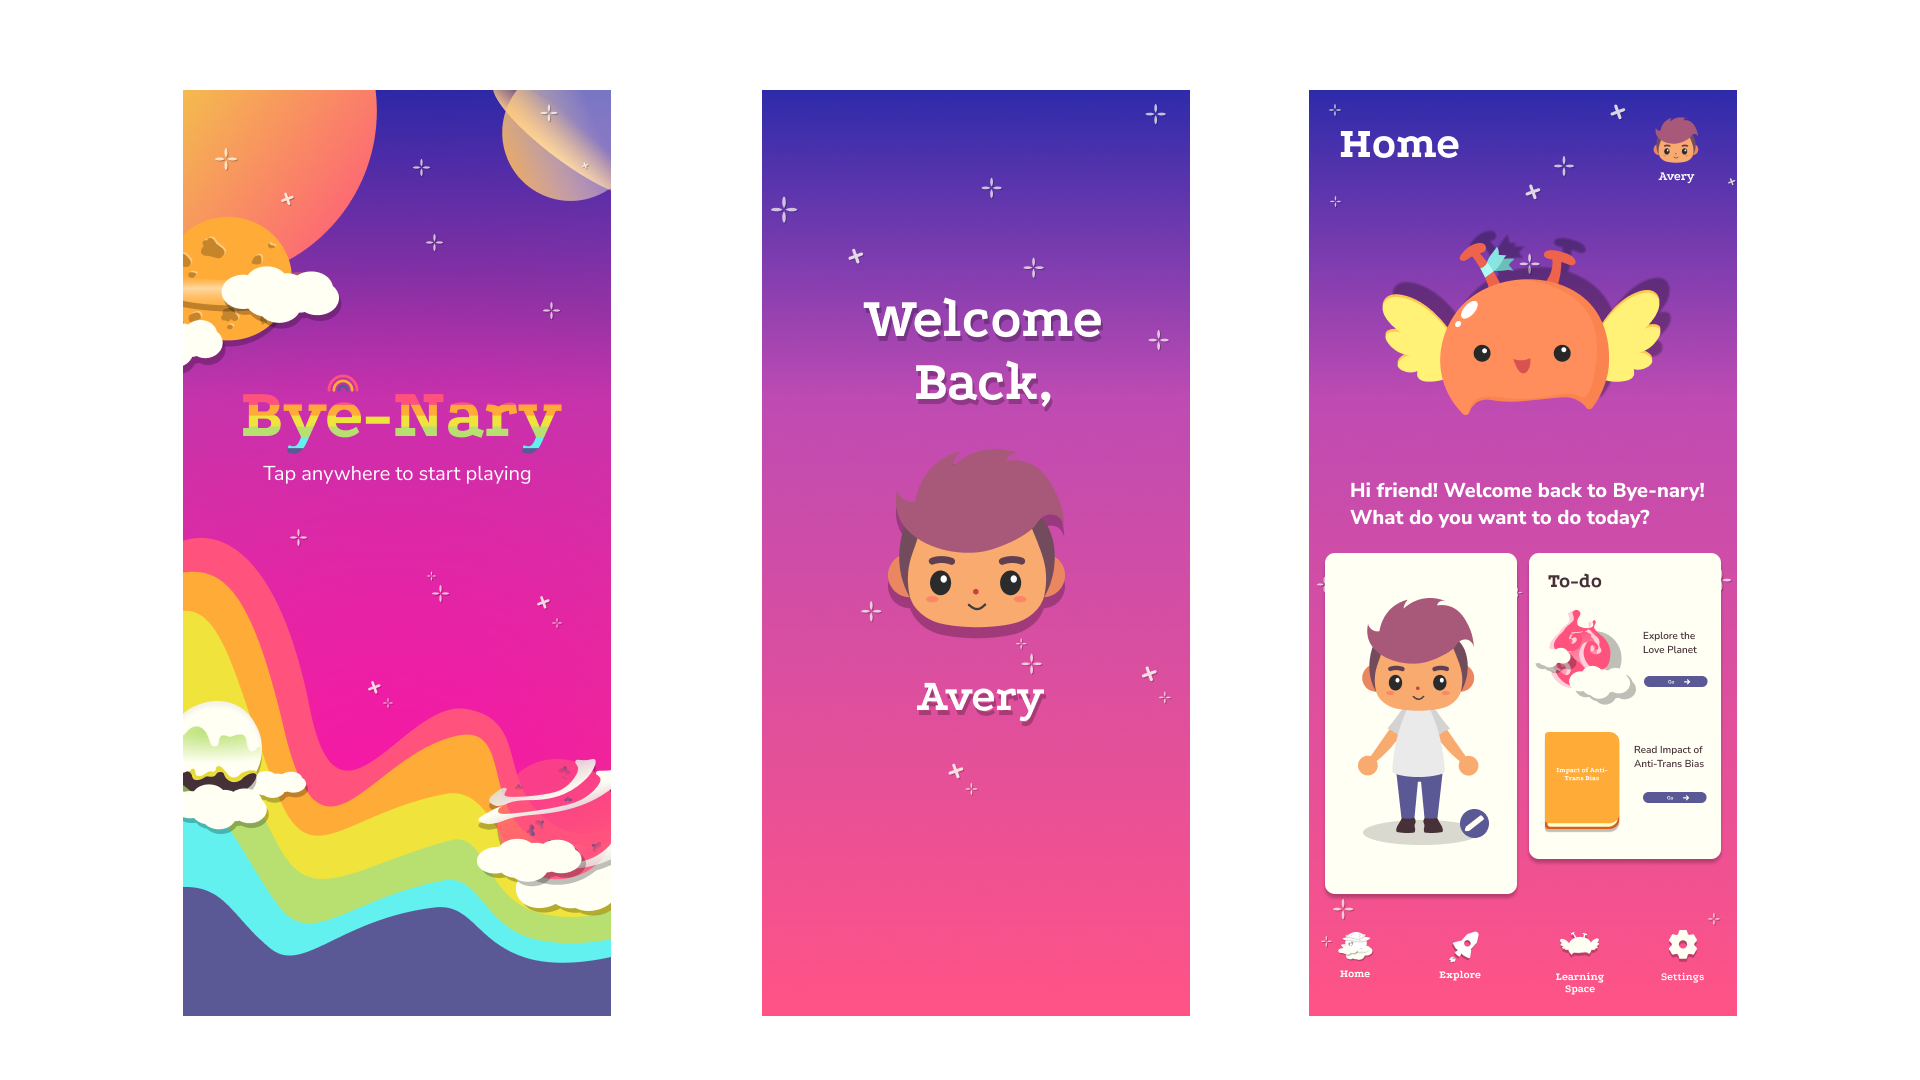 Bye-Nary
Tap anywhere to start playing
Welcome
Back,
Avery
Home
Avery
Hi friend! Welcome back to Bye-nary!
What do you want to do today?
To-do
Explore the
Love Planet
Go
Impact of Anti-
Trans Bias
Read Impact of
Anti-Trans Bias
Go
Home
Explore
Learning
Space
Settings